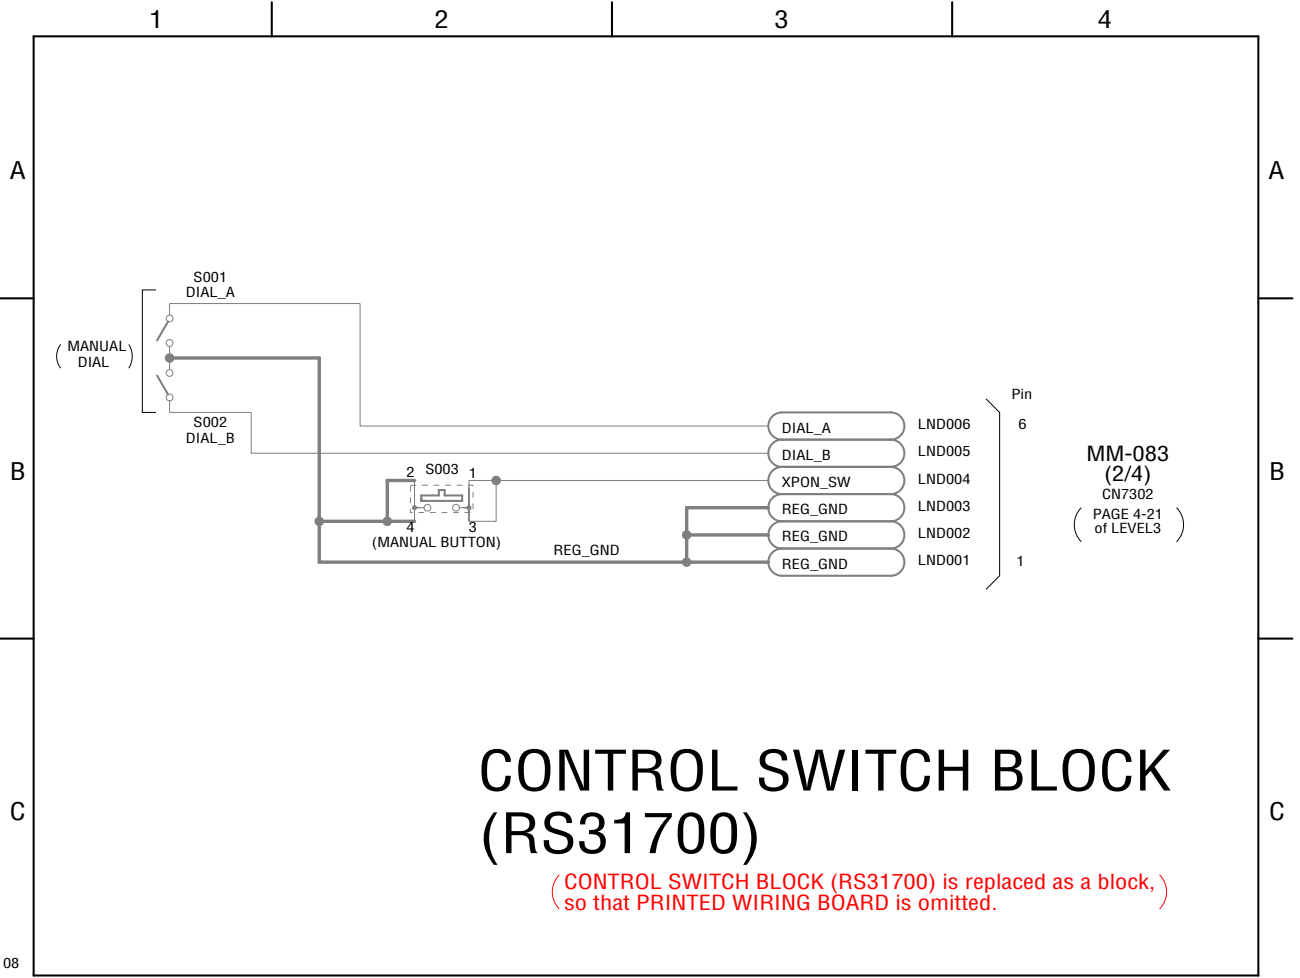 1 2 3 4
A A
S001
DIAL_A
(MANUAL
DIAL)
S002
DIAL_B
Pin
DIAL_A LND006 6
DIAL_B LND005
XPON_SW LND004
REG_GND LND003
REG_GND LND002
REG_GND LND001 1
2 S003 1
4 3
(MANUAL BUTTON)
REG_GND
B B
MM-083
(2/4)
CN7302
(PAGE 4-21
of LEVEL3)
CONTROL SWITCH BLOCK
(RS31700)
C C
(CONTROL SWITCH BLOCK (RS31700) is replaced as a block,
so that PRINTED WIRING BOARD is omitted.)
08